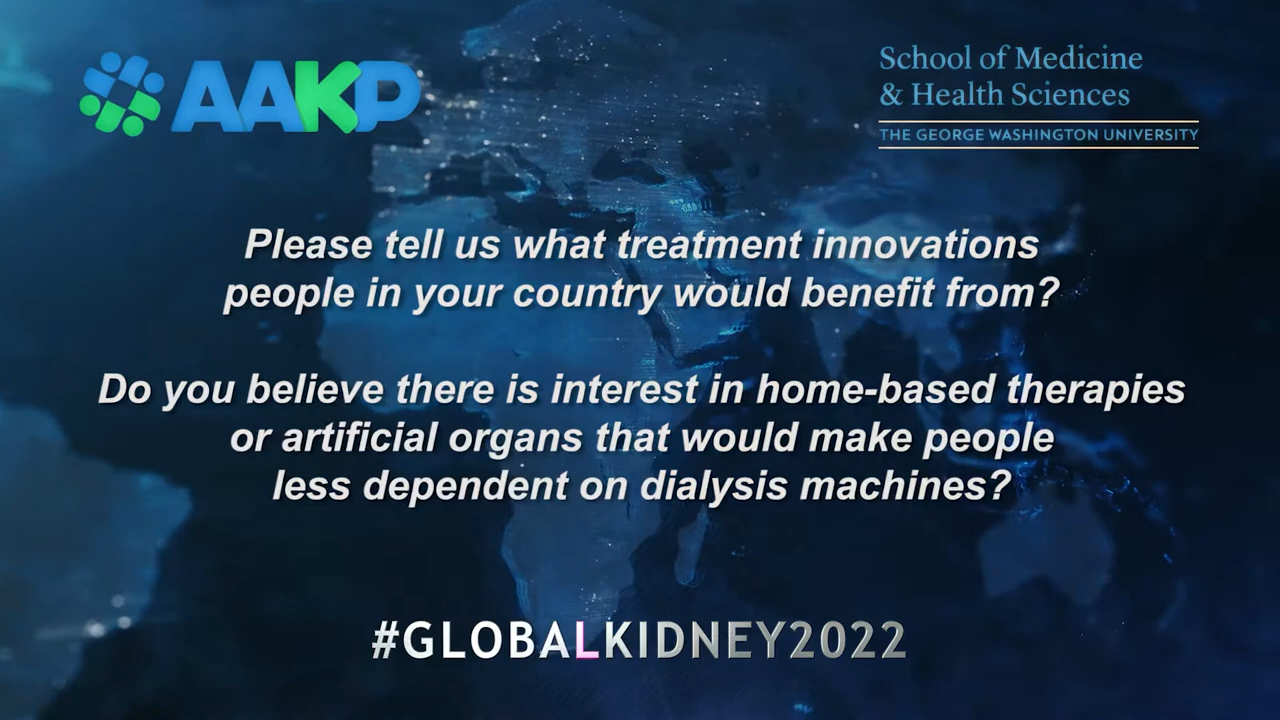 AAKP
School of Medicine
& Health Sciences
THE GEORGE WASHINGTON UNIVERSITY
Please tell us what treatment innovations
people in your country would benefit from?
Do you believe there is interest in home-based therapies
or artificial organs that would make people
less dependent on dialysis machines?
#GLOBALKIDNEY2022